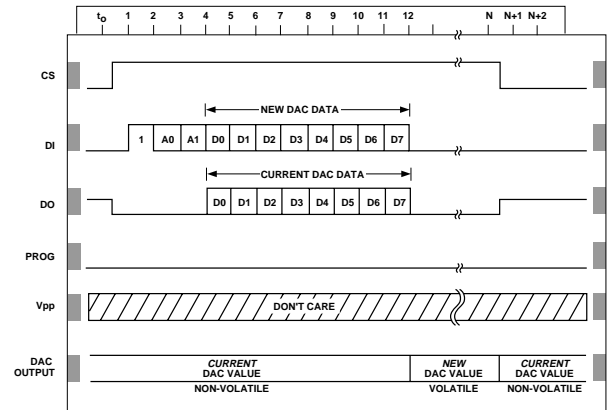 to 1 2 3 4 5 6 7 8 9 10 11 12 N N+1 N+2
CS
NEW DAC DATA
DI 1 A0 A1 D0 D1 D2 D3 D4 D5 D6 D7
CURRENT DAC DATA
DO D0 D1 D2 D3 D4 D5 D6 D7
PROG
Vpp DON'T CARE
DAC OUTPUT
CURRENT DAC VALUE NEW DAC VALUE CURRENT DAC VALUE
NON-VOLATILE VOLATILE NON-VOLATILE